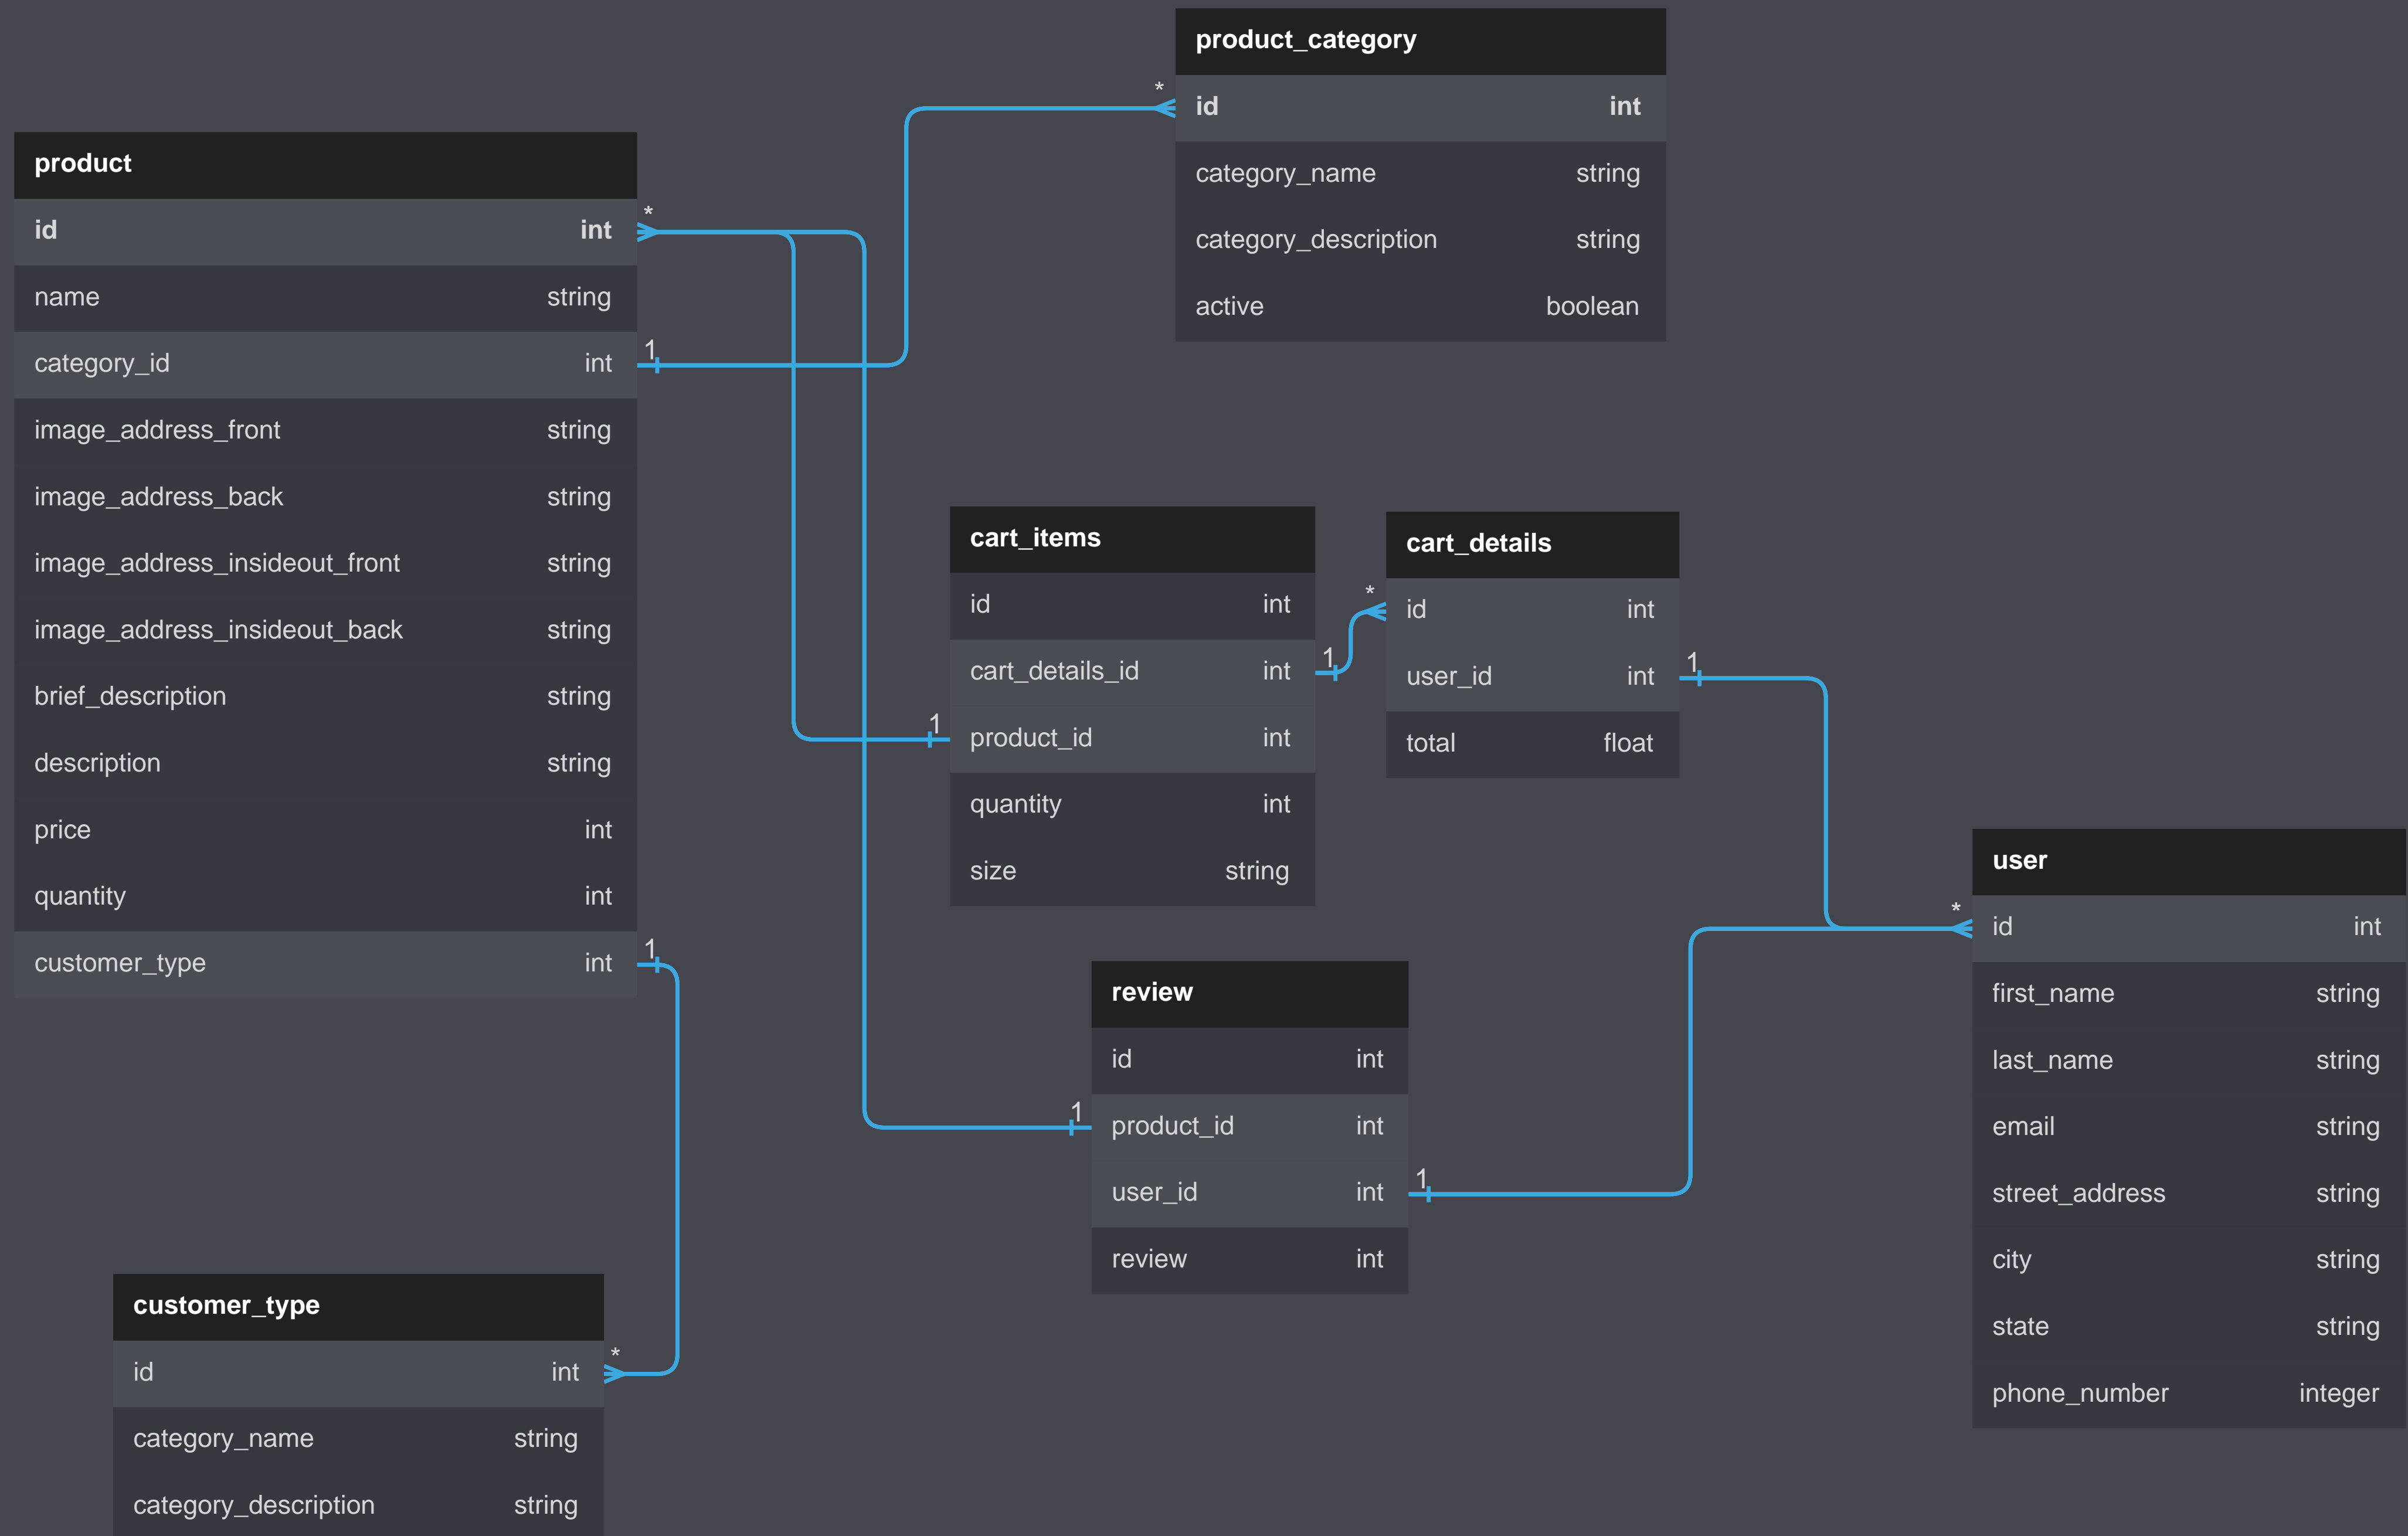 product_category
*
id int
category_name string
category_description string
active boolean
product
id int
*
name string
category_id int
1
image_address_front string
image_address_back string
image_address_insideout_front string
image_address_insideout_back string
brief_description string
description string
price int
quantity int
customer_type int
1
cart_items
id int
cart_details_id int
1
1
product_id int
quantity int
size string
cart_details
*
id int
user_id int
1
total float
user
*
id int
first_name string
last_name string
email string
street_address string
city string
state string
phone_number integer
review
id int
1
product_id int
user_id int
1
review int
customer_type
id int
*
category_name string
category_description string